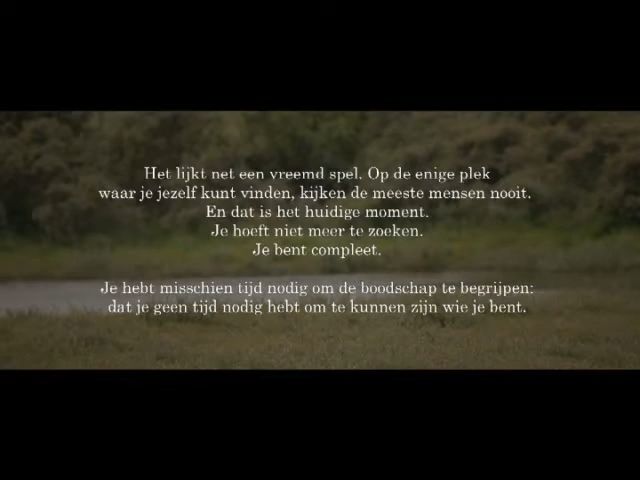 Het lijkt net een vreemd spel. Op de enige plek
waar je jezelf kunt vinden, kijken de meeste mensen nooit.
En dat is het huidige moment.
Je hoeft niet meer te zoeken.
Je bent compleet.
Je hebt misschien tijd nodig om de boodschap te begrijpen:
dat je geen tijd nodig hebt om te kunnen zijn wie je bent.